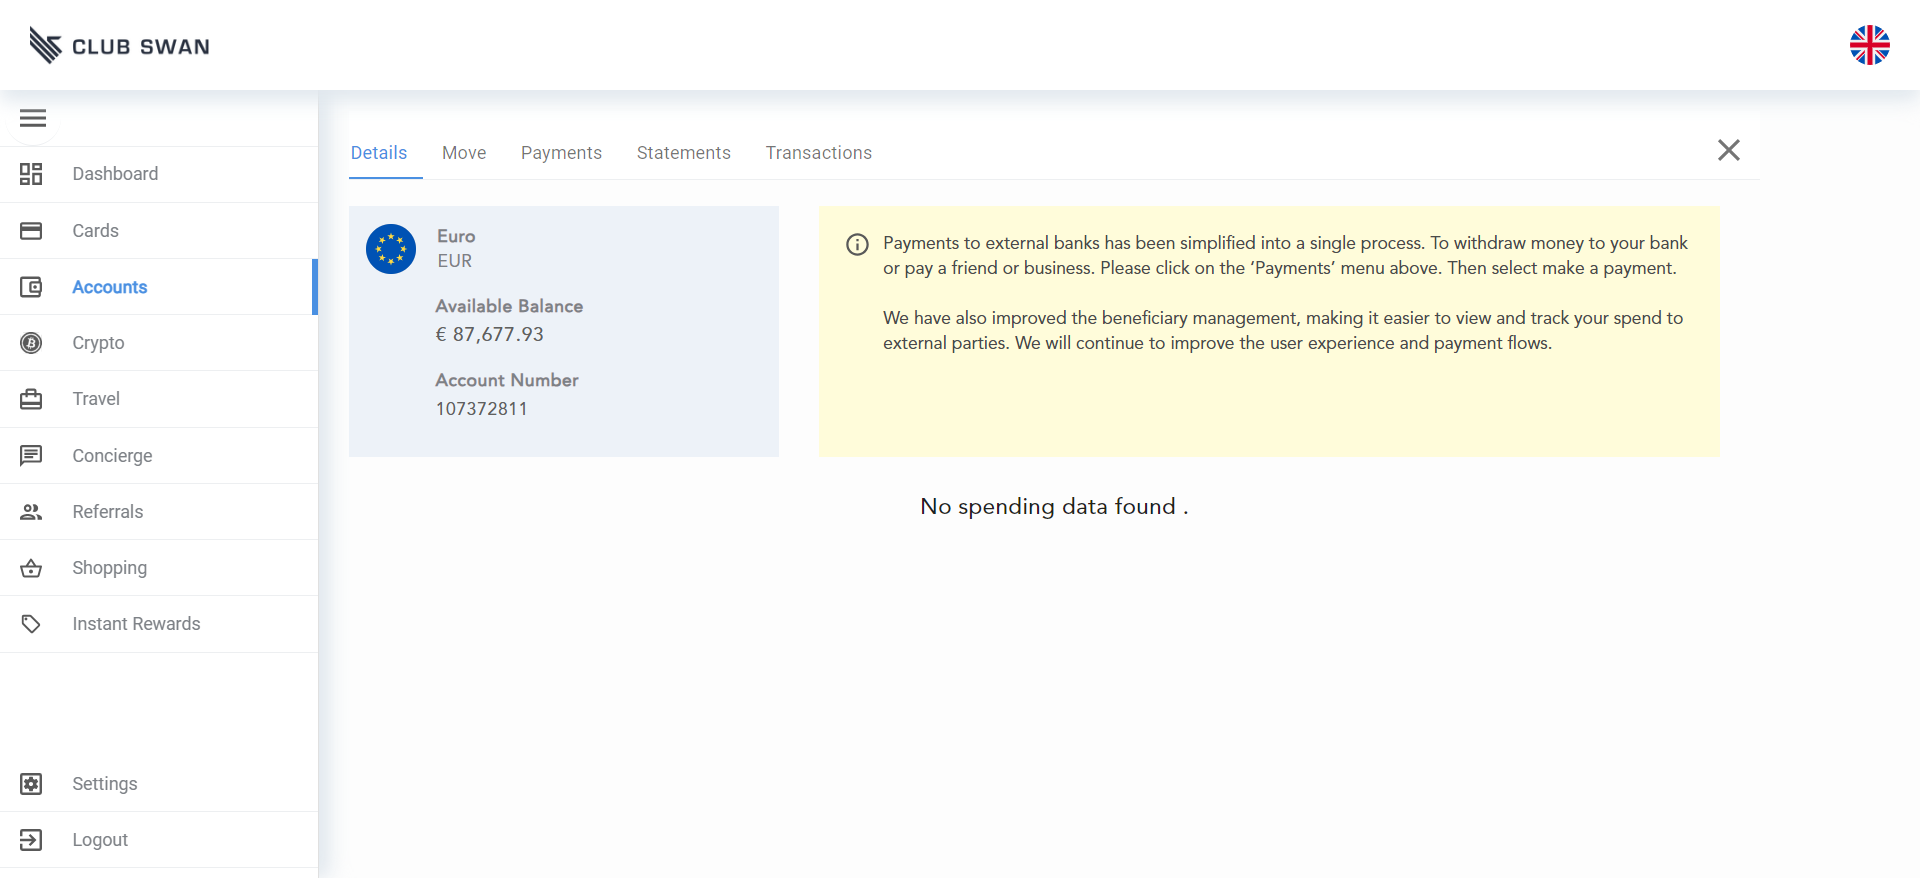 CLUB SWAN
Details Move Payments Statements Transactions
Dashboard
Cards
Accounts
Crypto
Travel
Concierge
Referrals
Shopping
Instant Rewards
Settings
Logout
Euro
EUR
Available Balance
€ 87,677.93
Account Number
107372811
Payments to external banks has been simplified into a single process. To withdraw money to your bank
or pay a friend or business. Please click on the ‘Payments’ menu above. Then select make a payment.
We have also improved the beneficiary management, making it easier to view and track your spend to
external parties. We will continue to improve the user experience and payment flows.
No spending data found .